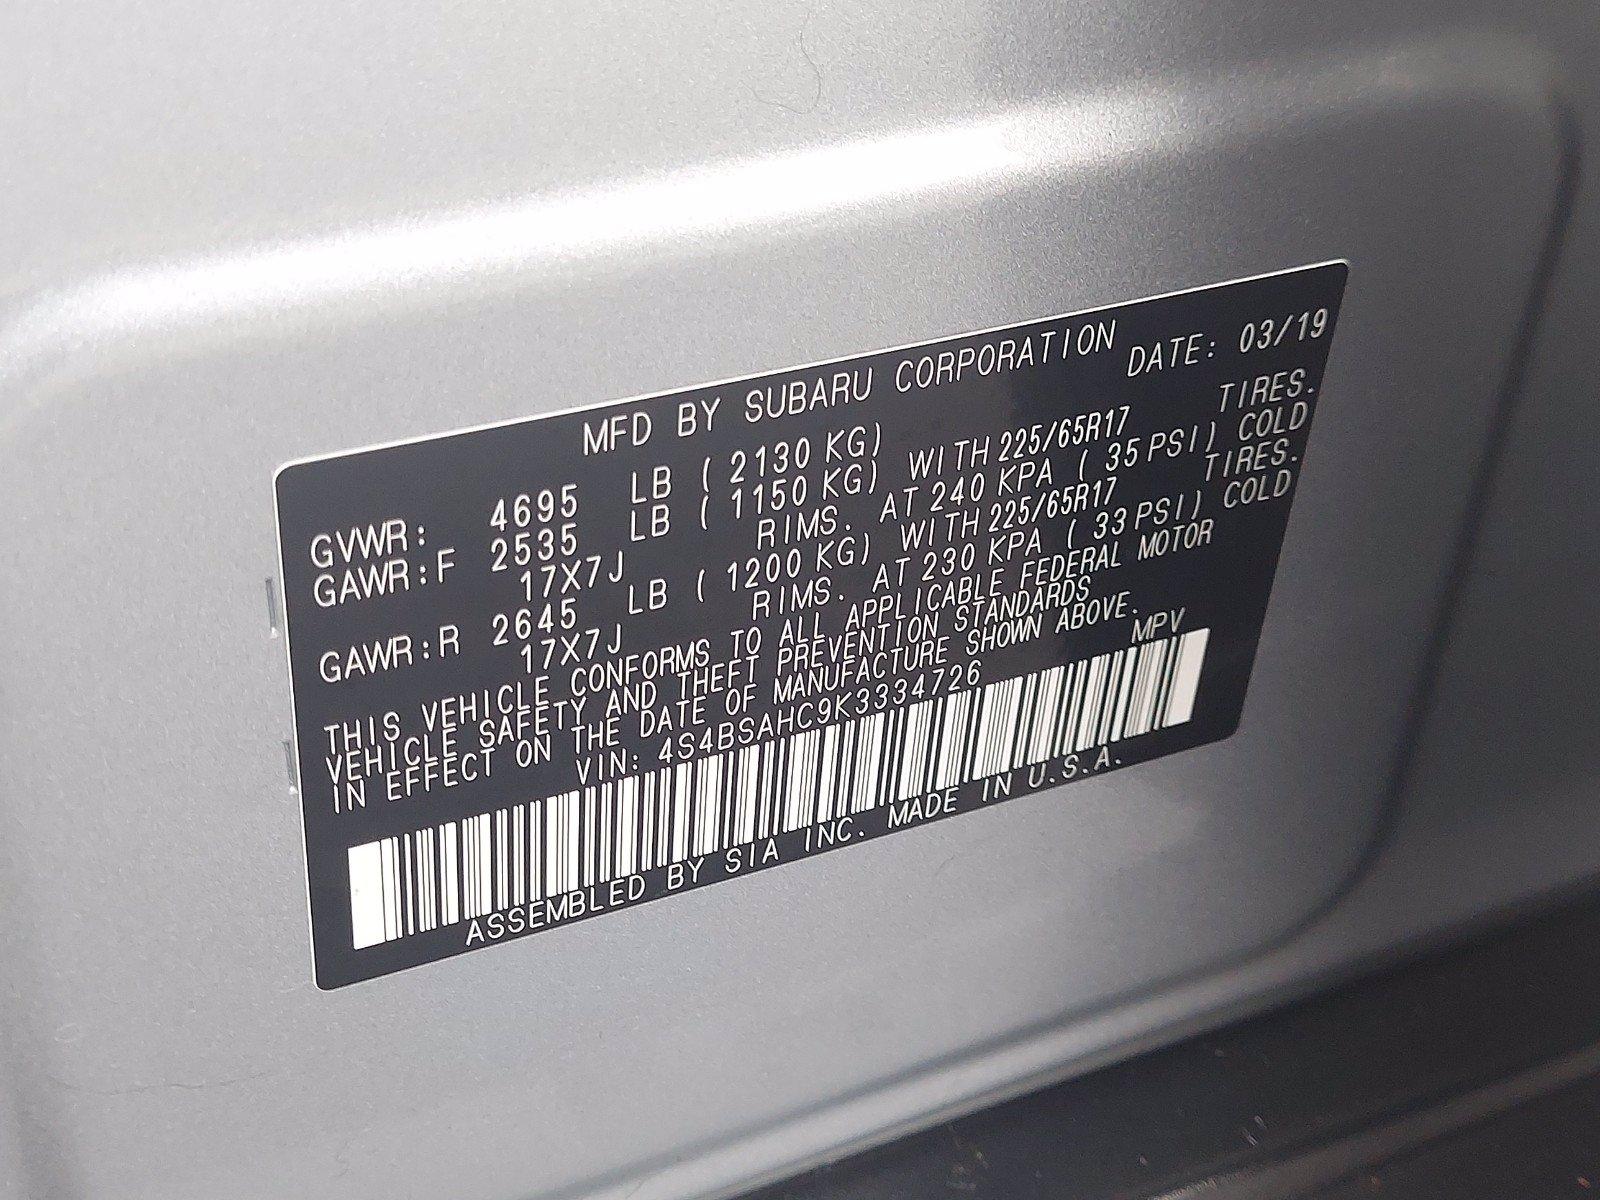 MFD BY SUBARU CORPORATION
DATE: 03/19
GVWR: 4695 LB ( 2130 KG)
GAWR:F 2535 LB ( 1150 KG) WITH 225/65R17 TIRES.
17X7J RIMS. AT 240 KPA ( 35 PSI) COLD
GAWR:R 2645 LB ( 1200 KG) WITH 225/65R17 TIRES.
17X7J RIMS. AT 230 KPA ( 33 PSI) COLD
THIS VEHICLE CONFORMS TO ALL APPLICABLE FEDERAL MOTOR
VEHICLE SAFETY AND THEFT PREVENTION STANDARDS
IN EFFECT ON THE DATE OF MANUFACTURE SHOWN ABOVE.
VIN: 4S4BSAHC9K3334726 MPV
ASSEMBLED BY SIA INC. MADE IN U.S.A.